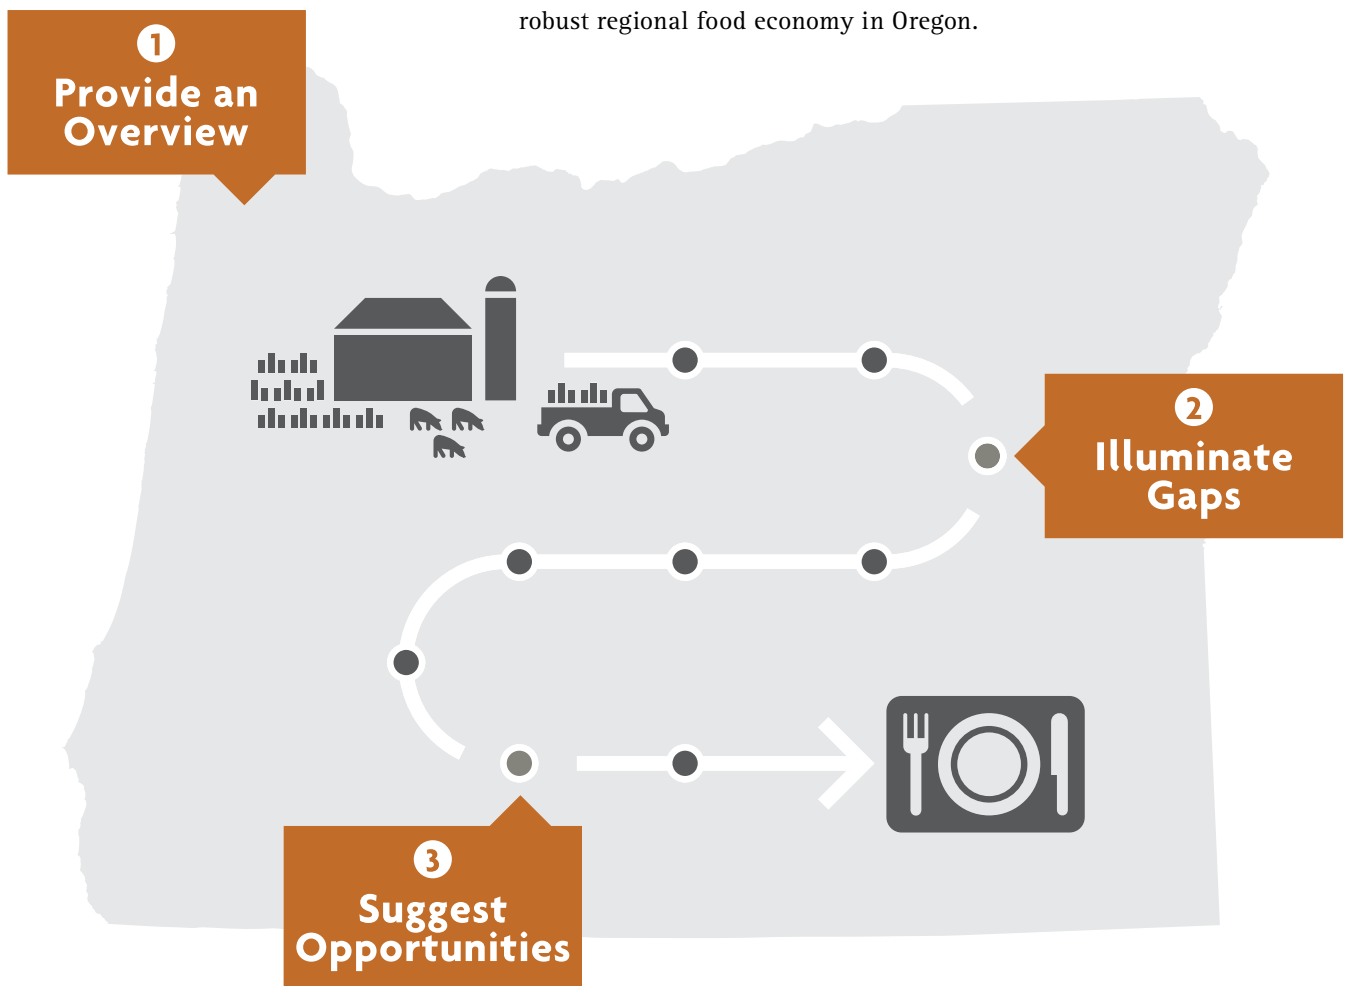 robust regional food economy in Oregon.
1
Provide an
Overview
2
Illuminate
Gaps
3
Suggest
Opportunities